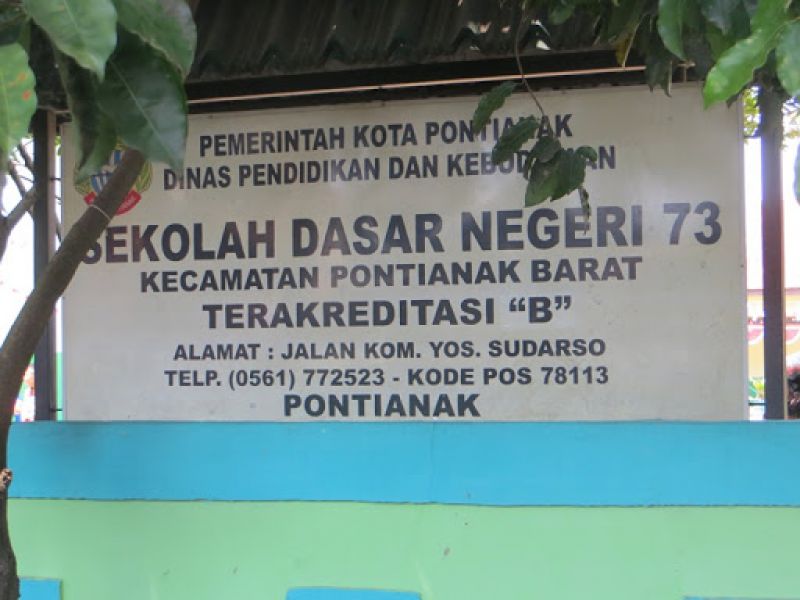 PEMERINTAH KOTA PONTIANAK
DINAS PENDIDIKAN DAN KEBUDAYAAN
SEKOLAH DASAR NEGERI 73
KECAMATAN PONTIANAK BARAT
TERAKREDITASI “B”
ALAMAT : JALAN KOM. YOS. SUDARSO
TELP. (0561) 772523 - KODE POS 78113
PONTIANAK